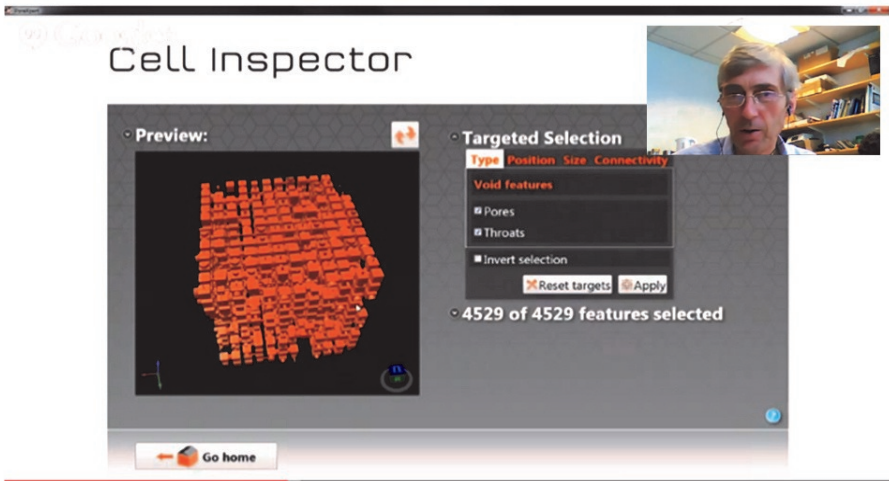 Cell Inspector
Preview:
Targeted Selection
Type Position Size Connectivity
Void features
Pores
Throats
Invert selection
Reset targets
Apply
4529 of 4529 features selected
Go home